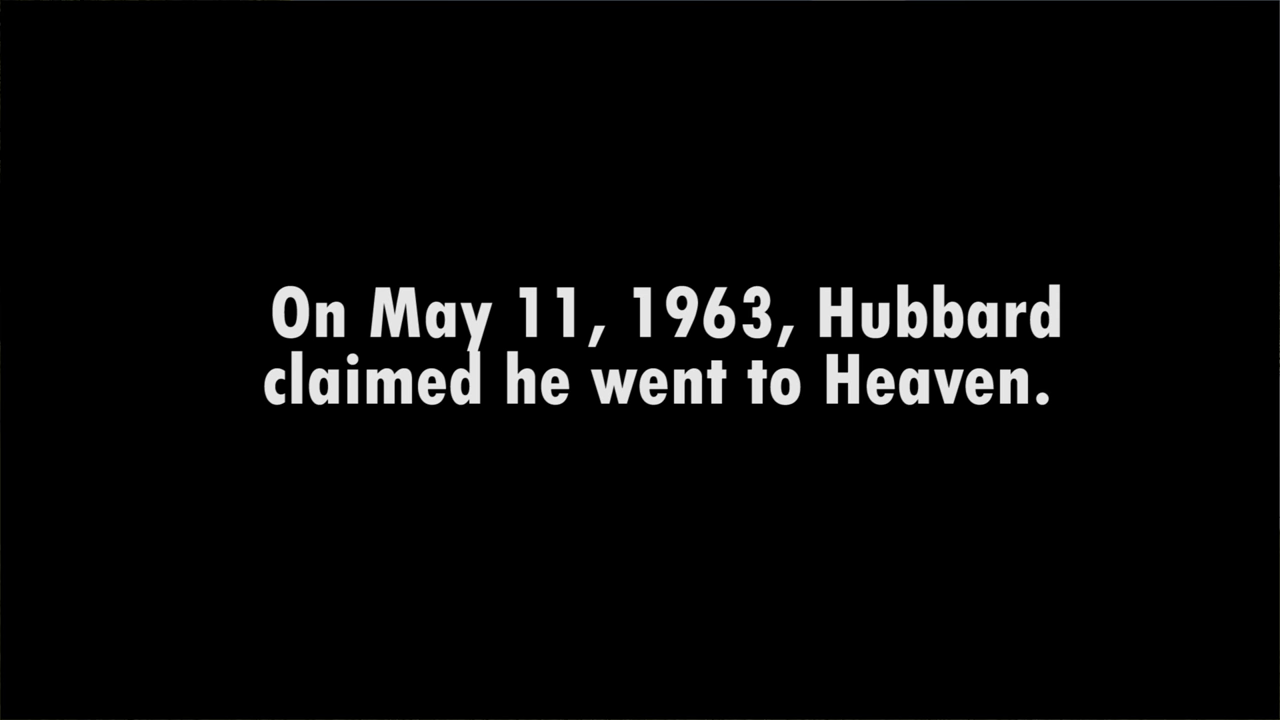 On May 11, 1963, Hubbard
claimed he went to Heaven.